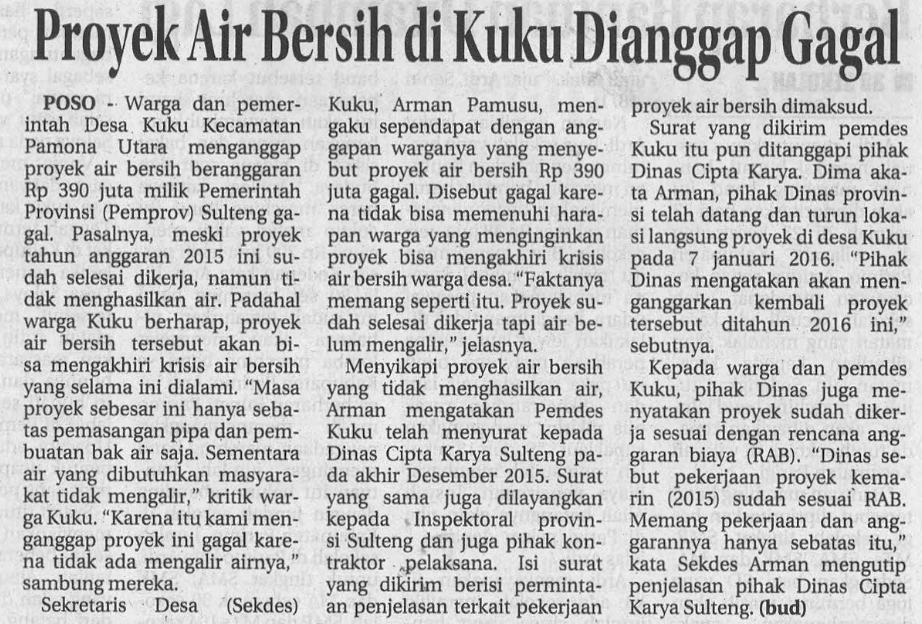 Proyek Air Bersih di Kuku Dianggap Gagal
POSO - Warga dan pemer-
intah Desa Kuku Kecamatan
Pamona Utara menganggap
proyek air bersih beranggaran
Rp 390 juta milik Pemerintah
Provinsi (Pemprov) Sulteng ga-
gal. Pasalnya, meski proyek
tahun anggaran 2015 ini su-
dah selesai dikerja, namun ti-
dak menghasilkan air. Padahal
warga Kuku berharap, proyek
air bersih tersebut akan bi-
sa mengakhiri krisis air bersih
yang selama ini dialami. "Masa
proyek sebesar ini hanya seba-
tas pemasangan pipa dan pem-
buatan bak air saja. Sementara
air yang dibutuhkan masyara-
kat tidak mengalir," kritik war-
ga Kuku. "Karena itu kami men-
ganggap proyek ini gagal kare-
na tidak ada mengalir airnya,"
sambung mereka.
Sekretaris Desa (Sekdes)
Kuku, Arman Pamusu, men-
gaku sependapat dengan ang-
gapan warganya yang menye-
but proyek air bersih Rp 390
juta gagal. Disebut gagal kare-
na tidak bisa memenuhi hara-
pan warga yang menginginkan
proyek bisa mengakhiri krisis
air bersih warga desa. "Faktanya
memang seperti itu. Proyek su-
dah selesai dikerja tapi air be-
lum mengalir," jelasnya.
Menyikapi proyek air bersih
yang tidak menghasilkan air,
Arman mengatakan Pemdes
Kuku telah menyurat kepada
Dinas Cipta Karya Sulteng pa-
da akhir Desember 2015. Surat
yang sama juga dilayangkan
kepada Inspektoral provin-
si Sulteng dan juga pihak kon-
traktor pelaksana. Isi surat
yang dikirim berisi perminta-
an penjelasan terkait pekerjaan
proyek air bersih dimaksud.
Surat yang dikirim pemdes
Kuku itu pun ditanggapi pihak
Dinas Cipta Karya. Dima aka-
ta Arman, pihak Dinas provin-
si telah datang dan turun loka-
si langsung proyek di desa Kuku
pada 7 januari 2016. "Pihak
Dinas mengatakan akan men-
ganggarkan kembali proyek
tersebut ditahun 2016 ini,"
seburnya.
Kepada warga dan pemdes
Kuku, pihak Dinas juga me-
nyatakan proyek sudah diker-
ja sesuai dengan rencana ang-
garan biaya (RAB). "Dinas se-
but pekerjaan proyek kema-
rin (2015) sudah sesuai RAB.
Memang pekerjaan dan ang-
garannya hanya sebatas itu,"
kata Sekdes Arman mengutip
penjelasan pihak Dinas Cipta
Karya Sulteng. (bud)